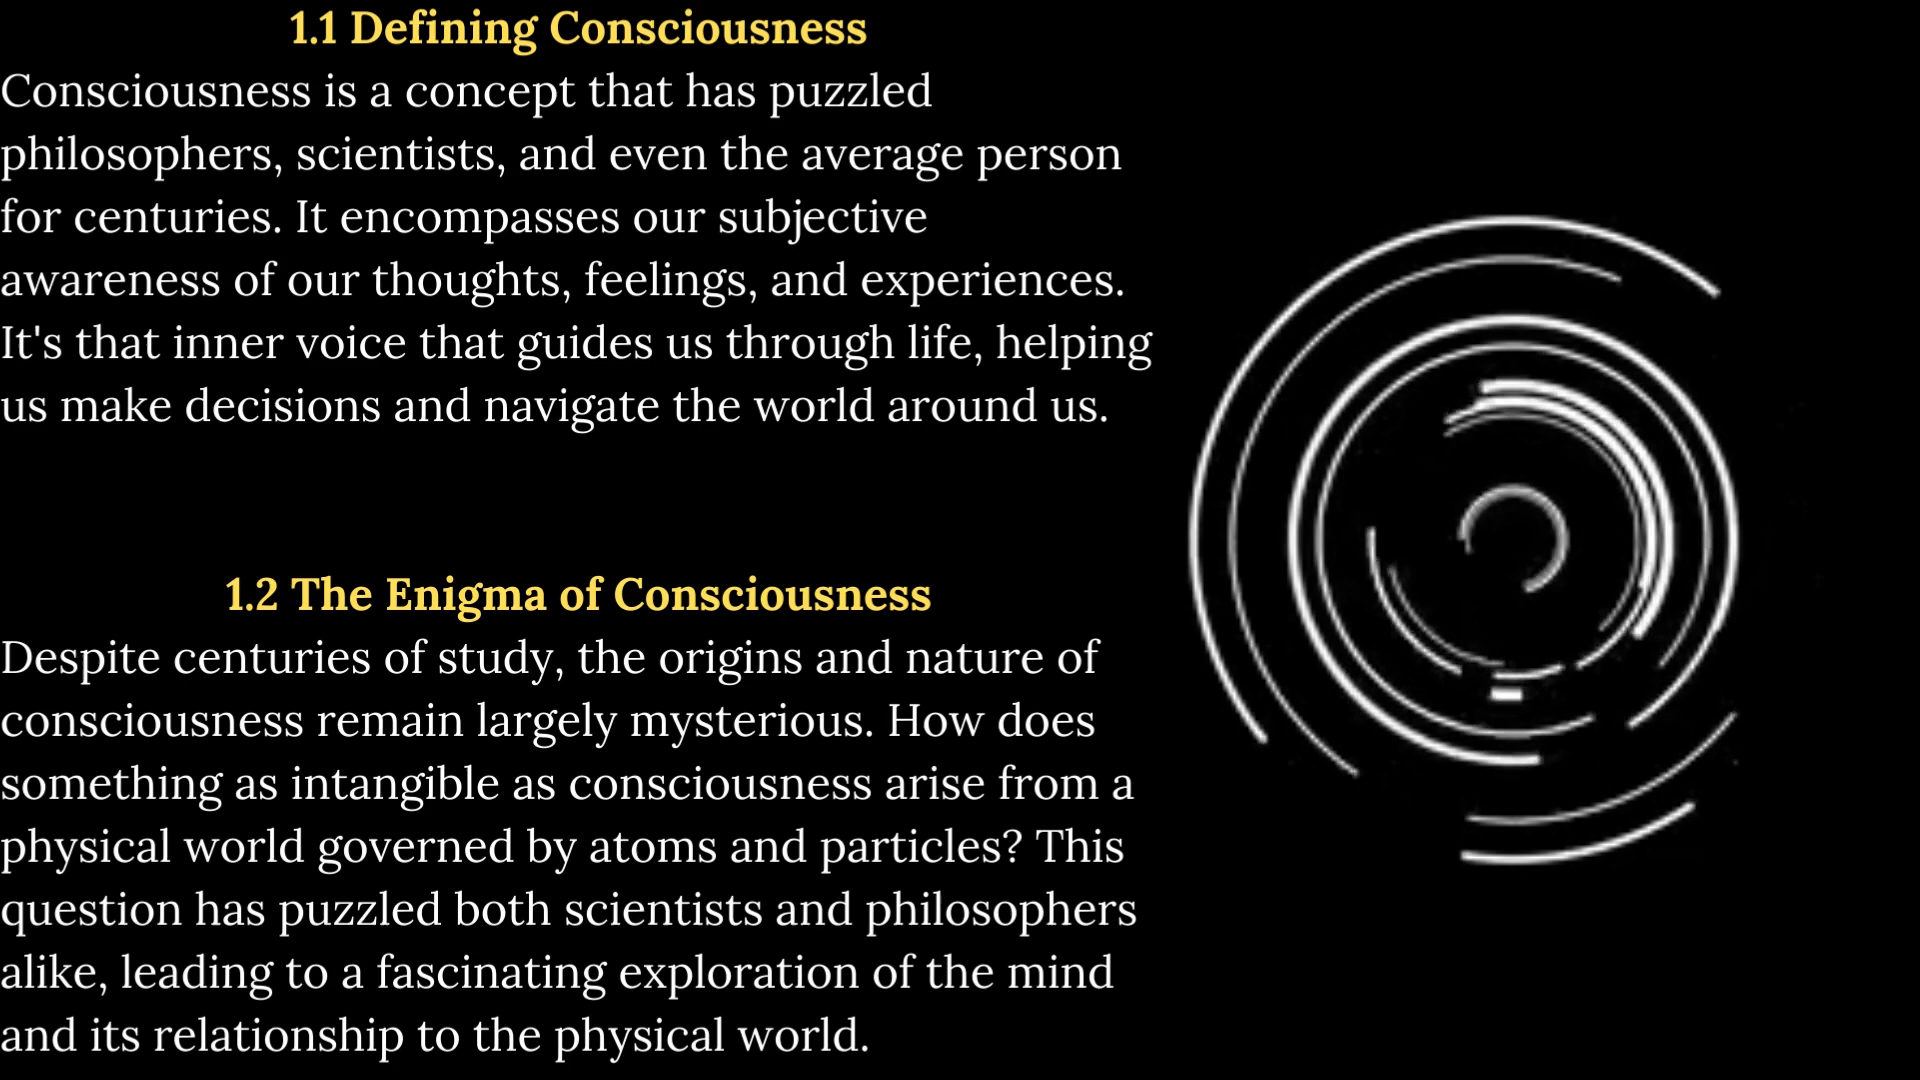 1.1 Defining Consciousness
Consciousness is a concept that has puzzled
philosophers, scientists, and even the average person
for centuries. It encompasses our subjective
awareness of our thoughts, feelings, and experiences.
It's that inner voice that guides us through life, helping
us make decisions and navigate the world around us.
1.2 The Enigma of Consciousness
Despite centuries of study, the origins and nature of
consciousness remain largely mysterious. How does
something as intangible as consciousness arise from a
physical world governed by atoms and particles? This
question has puzzled both scientists and philosophers
alike, leading to a fascinating exploration of the mind
and its relationship to the physical world.